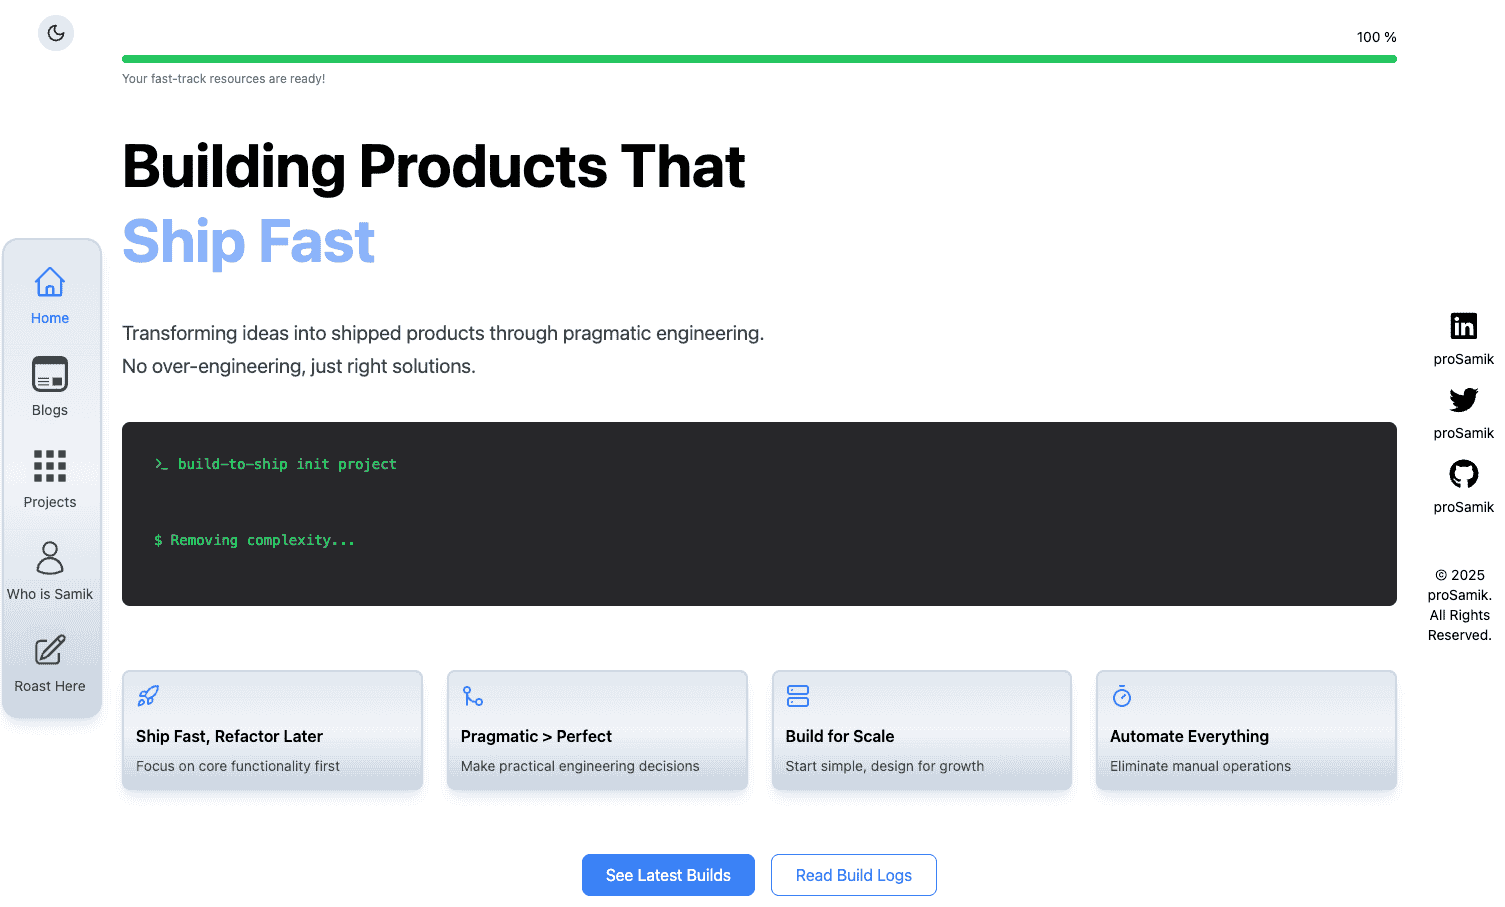 100 %
Your fast-track resources are ready!
Building Products That
Ship Fast
Transforming ideas into shipped products through pragmatic engineering.
No over-engineering, just right solutions.
>_ build-to-ship init project
$ Removing complexity...
Home
Blogs
Projects
Who is Samik
Roast Here
Ship Fast, Refactor Later
Focus on core functionality first
Pragmatic > Perfect
Make practical engineering decisions
Build for Scale
Start simple, design for growth
Automate Everything
Eliminate manual operations
See Latest Builds
Read Build Logs
in
proSamik
proSamik
proSamik
© 2025
proSamik.
All Rights
Reserved.